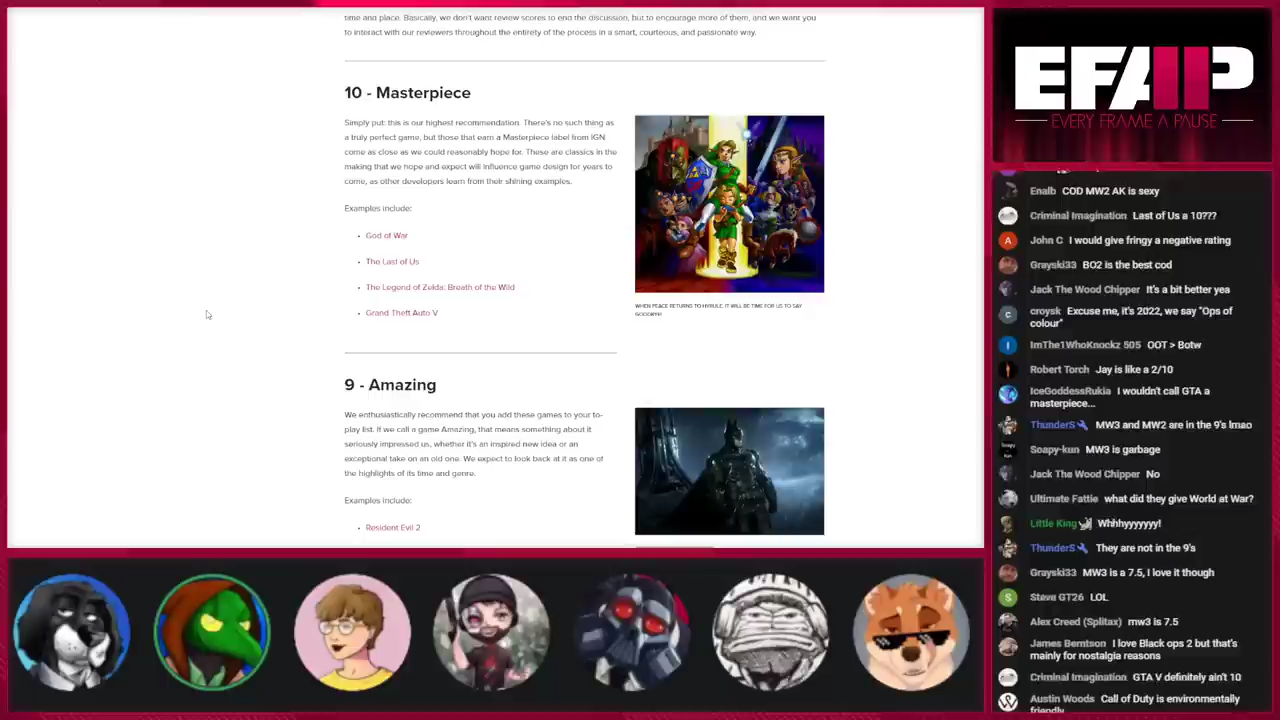 time and place. Basically, we don't want review scores to end the discussion, but to encourage more of them, and we want you
to interact with our reviewers throughout the entirety of the process in a smart, courteous, and passionate way.
10 - Masterpiece
Simply put: this is our highest recommendation. There's no such thing as
a truly perfect game, but those that earn a Masterpiece label from IGN
come as close as we could reasonably hope for. These are classics in the
making that we hope and expect will influence game design for years to
come, as other developers learn from their shining examples.
Examples include:
• God of War
• The Last of Us
• The Legend of Zelda: Breath of the Wild
• Grand Theft Auto V
WHEN PEACE RETURNS TO HYRULE, IT WILL BE TIME FOR US TO SAY
GOODBYE!
9 - Amazing
We enthusiastically recommend that you add these games to your to-
play list. If we call a game Amazing, that means something about it
seriously impressed us, whether it's an inspired new idea or an
exceptional take on an old one. We expect to look back at it as one of
the highlights of its time and genre.
Examples include:
• Resident Evil 2
EFAP
EVERY FRAME A PAUSE
Enalb COD MW2 AK is sexy
Criminal Imagination Last of Us a 10???
John C I would give fringy a negative rating
Grayski33 BO2 is the best cod
Jack The Wood Chipper It's a bit better yea
croysk Excuse me, it's 2022, we say "Ops of
colour"
ImThe1WhoKnockz 505 OOT > Botw
Robert Torch Jay is like a 2/10
IceGoddessRukia I wouldn't call GTA a
masterpiece...
ThunderS MW3 and MW2 are in the 9's lmao
Soapy-kun MW3 is garbage
Jack The Wood Chipper No
Ultimate Fattie what did they give World at War?
Little King Whhhyyyyyy!
ThunderS They are not in the 9's
Grayski33 MW3 is a 7.5, I love it though
Steve GT26 LOL
Alex Creed (Splitax) mw3 is 7.5
James Berntson I love Black ops 2 but that's
mainly for nostalgia reasons
Criminal Imagination GTA V definitely ain't 10
Austin Woods Call of Duty is environmentally
friendly